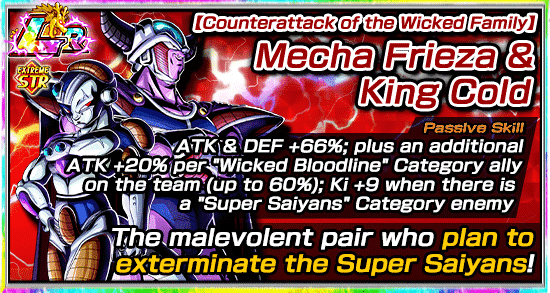 [Counterattack of the Wicked Family]
LR
Mecha Frieza &
King Cold
EXTREME
STR
Passive Skill
ATK & DEF +66%; plus an additional
ATK +20% per "Wicked Bloodline" Category ally
on the team (up to 60%); Ki +9 when there is
a "Super Saiyans" Category enemy
The malevolent pair who plan to
exterminate the Super Saiyans!